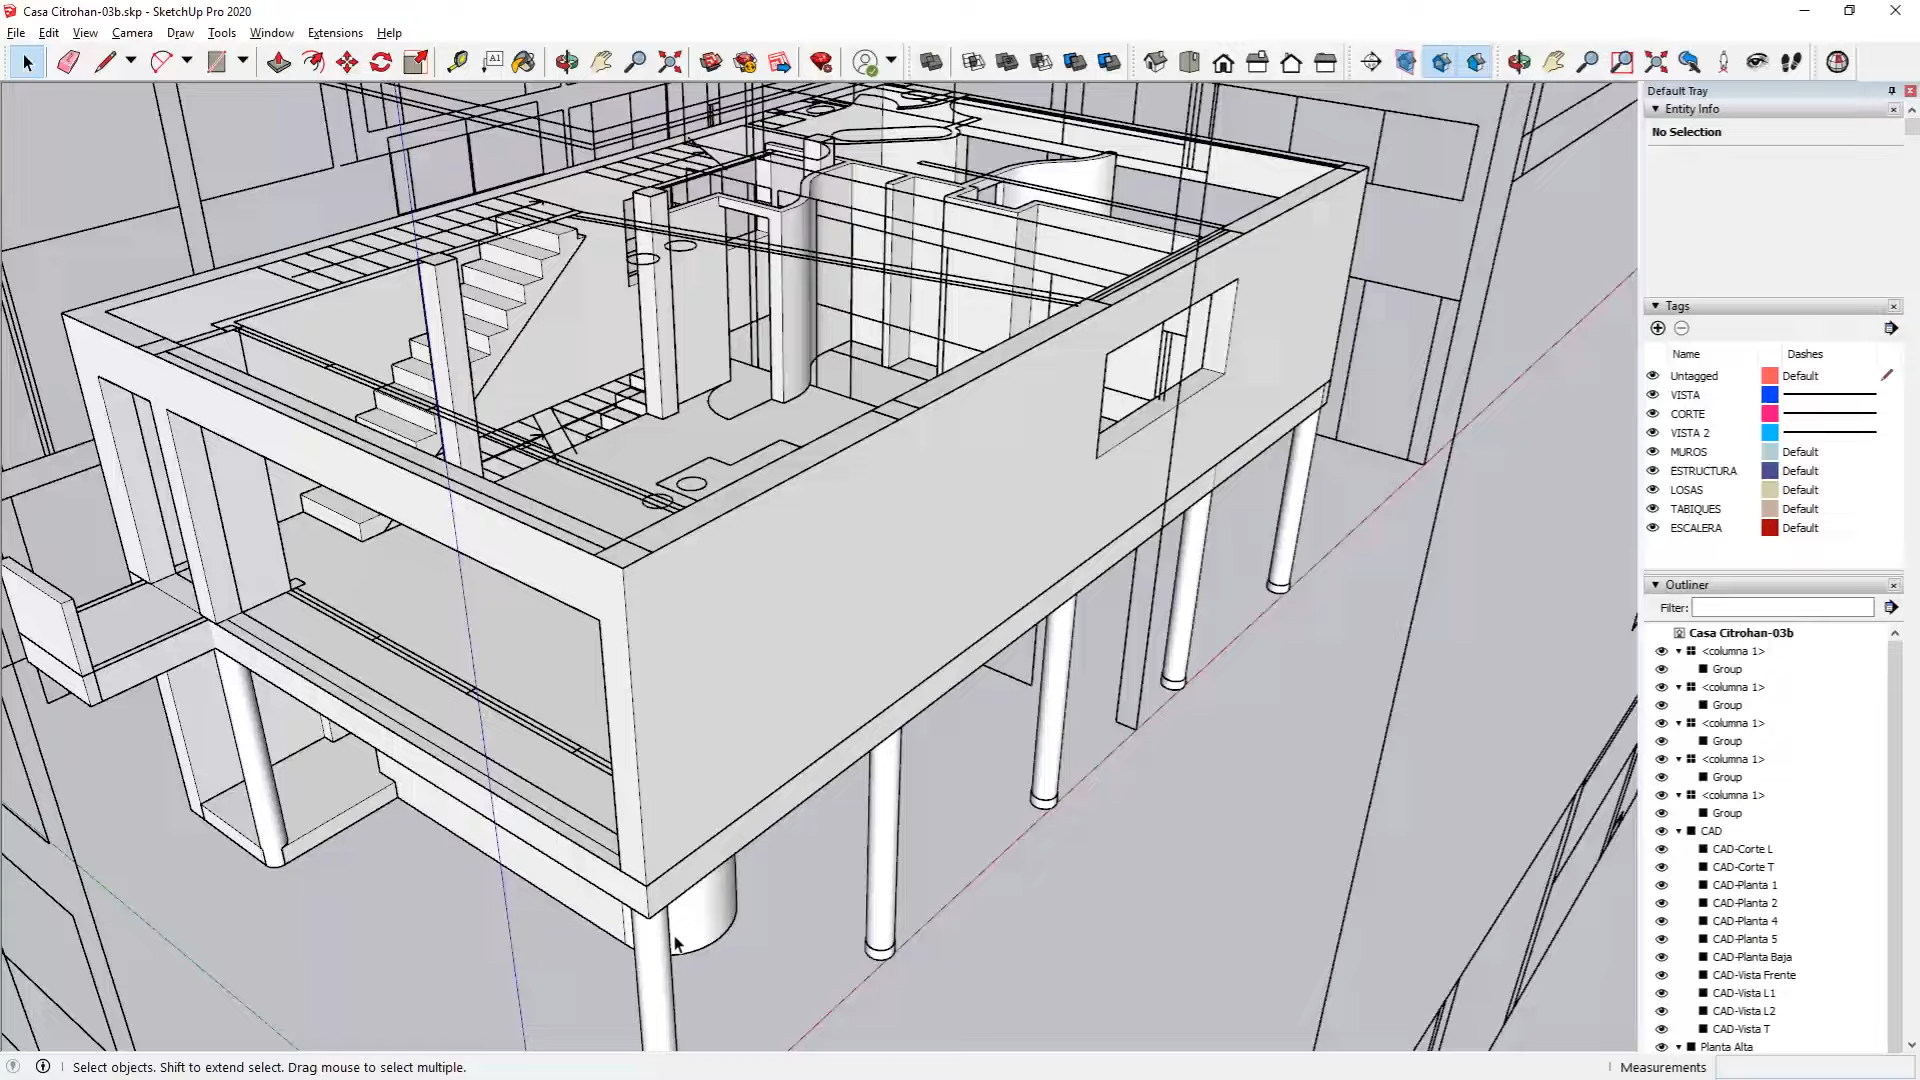 Casa Citrohan-03b.skp - SketchUp Pro 2020
File Edit View Camera Draw Tools Window Extensions Help
A1
Default Tray
Entity Info
No Selection
Tags
Name Dashes
Untagged Default
VISTA
CORTE
VISTA 2
MUROS Default
ESTRUCTURA Default
LOSAS Default
TABIQUES Default
ESCALERA Default
Outliner
Filter:
Casa Citrohan-03b
<columna 1>
Group
<columna 1>
Group
<columna 1>
Group
<columna 1>
Group
<columna 1>
Group
CAD
CAD-Corte L
CAD-Corte T
CAD-Planta 1
CAD-Planta 2
CAD-Planta 4
CAD-Planta 5
CAD-Planta Baja
CAD-Vista Frente
CAD-Vista L1
CAD-Vista L2
CAD-Vista T
Planta Alta
Select objects. Shift to extend select. Drag mouse to select multiple.
Measurements